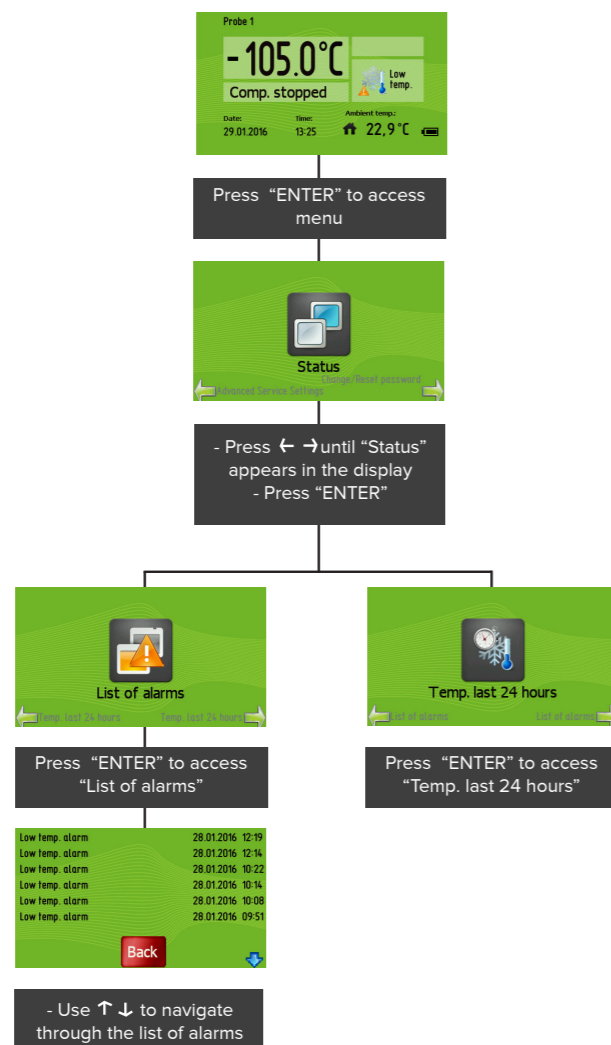 Probe 1
- 105.0°C
Comp. stopped
Low
temp.
Date:
29.01.2016
Time:
13:25
Ambient temp.:
22,9°C
Press “ENTER” to access
menu
Status
Change/Reset password
Advanced Service Settings
- Press ← → until “Status”
appears in the display
- Press “ENTER”
List of alarms
Temp. last 24 hours
Temp. last 24 hours
Press “ENTER” to access
“List of alarms”
Temp. last 24 hours
List of alarms
List of alarms
Press “ENTER” to access
“Temp. last 24 hours”
Low temp. alarm 28.01.2016 12:19
Low temp. alarm 28.01.2016 12:14
Low temp. alarm 28.01.2016 10:22
Low temp. alarm 28.01.2016 10:14
Low temp. alarm 28.01.2016 10:08
Low temp. alarm 28.01.2016 09:51
Back
- Use ↑ ↓ to navigate
through the list of alarms